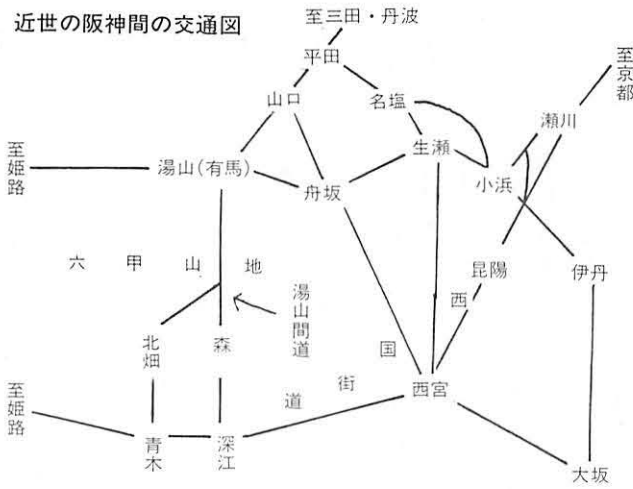 近世の阪神間の交通図
至三田・丹波
平田
至京都
山口
名塩
瀬川
生瀬
至姫路
湯山(有馬)
舟坂
小浜
六甲山地
昆陽
伊丹
湯山間道
北畑
森
西国街道
至姫路
西宮
青木
深江
大坂